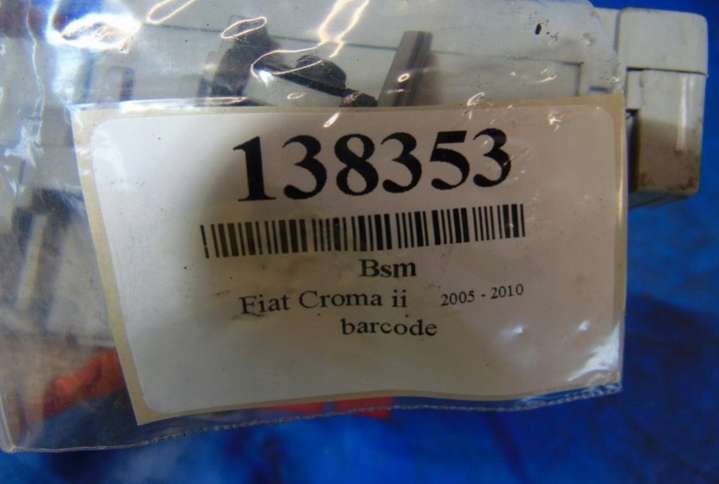 138353
Bsm
Fiat Croma ii 2005 - 2010
barcode